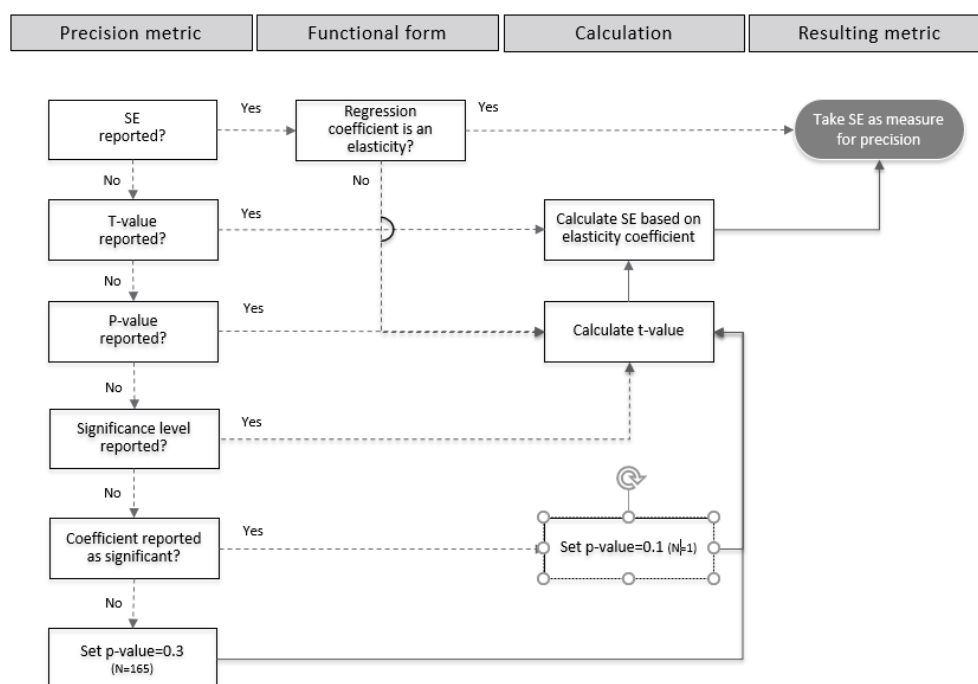 Precision metric
Functional form
Calculation
Resulting metric
SE
reported?
Yes
Regression
coefficient is an
elasticity?
Yes
Take SE as measure
for precision
No
No
T-value
reported?
Yes
Calculate SE based on
elasticity coefficient
No
P-value
reported?
Yes
Calculate t-value
No
Significance level
reported?
Yes
No
Coefficient reported
as significant?
Yes
Set p-value=0.1 (N=1)
No
Set p-value=0.3
(N=165)